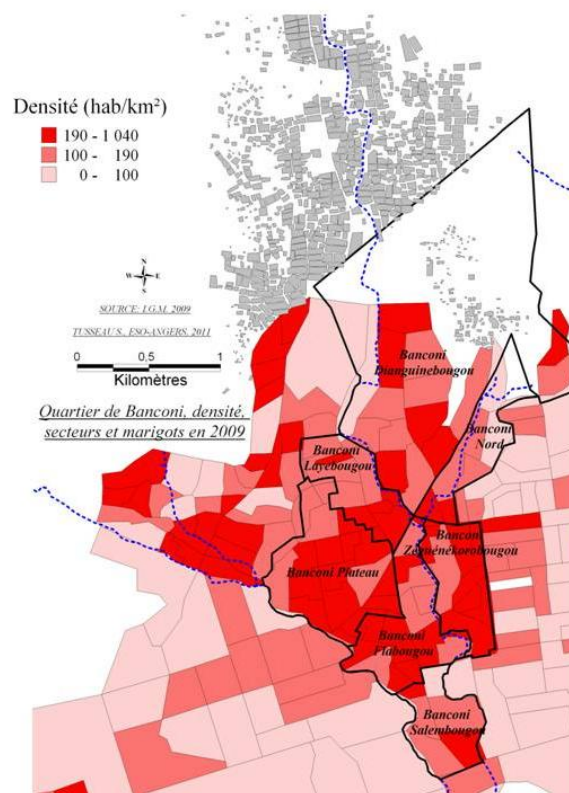 Densité (hab/km²)
190 - 1 040
100 - 190
0 - 100
N
W E
S
SOURCE: I.G.M, 2009
TUSSEAU S., ESO-ANGERS, 2011
0 0,5 1
Kilomètres
Quartier de Banconi, densité,
secteurs et marigots en 2009
Banconi
Dianguinebougou
Banconi
Nord
Banconi
Layebougou
Banconi
Zeguénékorobougou
Banconi Plateau
Banconi
Flabougou
Banconi
Salembougou